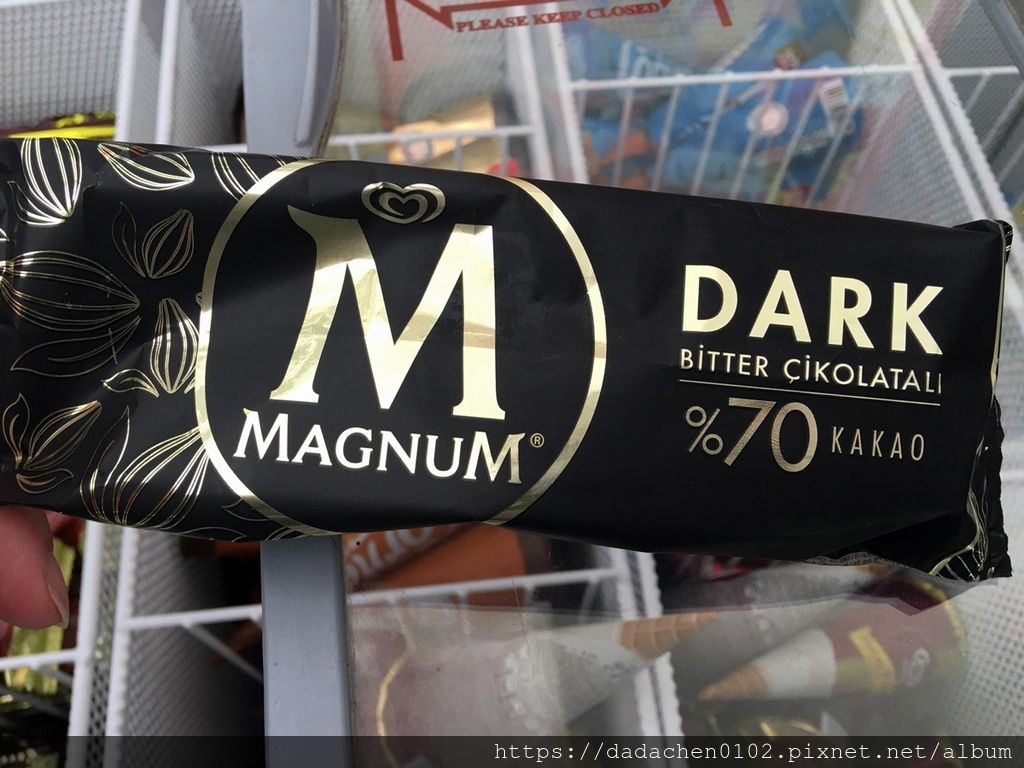 PLEASE KEEP CLOSED
M
MAGNUM®
DARK
BİTTER ÇİKOLATALI
%70 KAKAO
https://dadachen0102.pixnet.net/album